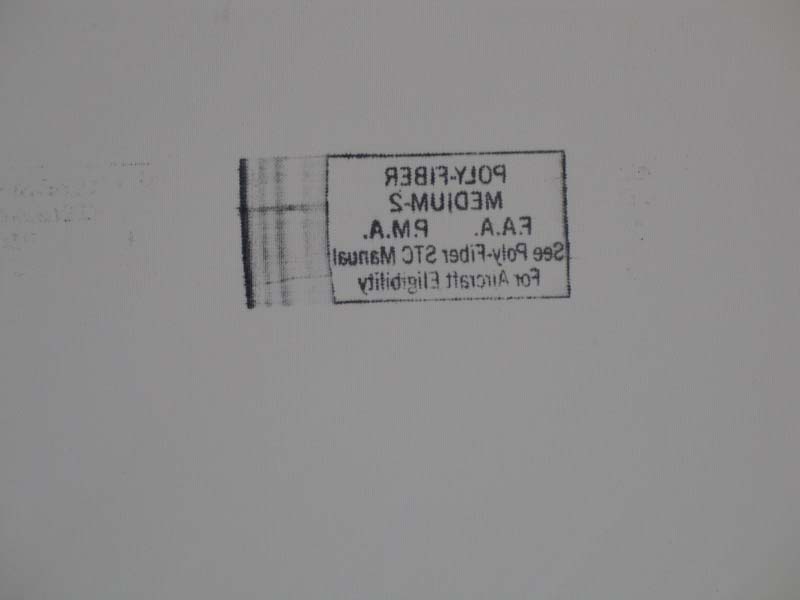 POLY-FIBER
MEDIUM-2
F.A.A. P.M.A.
See Poly-Fiber STC Manual
For Aircraft Eligibility